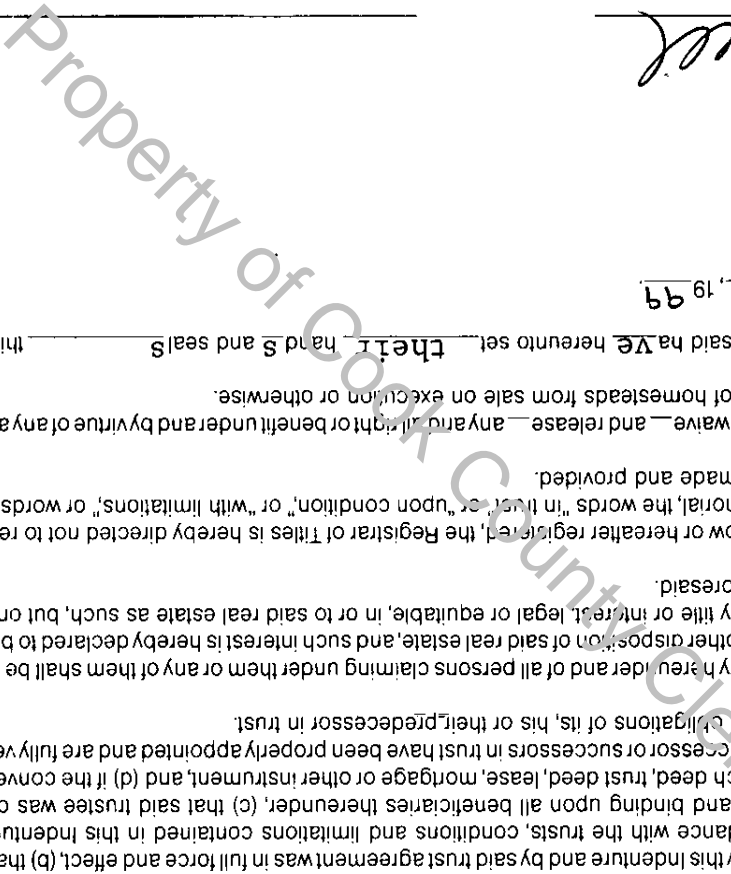 y this Indenture and by said trust agreement was in full force and effect, (b) tha
dance with the trusts, conditions and limitations contained in this Indentu
and binding upon all beneficiaries thereunder, (c) that said trustee was
ch deed, trust deed, lease, mortgage or other instrument, and (d) if the conve
ccessor or successors in trust have been properly appointed and are fully ve
obligations of its, his or their predecessor in trust.
y hereunder and of all persons claiming under them or any of them shall be
other disposition of said real estate, and such interest is hereby declared to b
y title or interest, legal or equitable, in or to said real estate as such, but on
oresaid.
ow or hereafter registered, the Registrar of Titles is hereby directed not to re
morial, the words "in trust" or "upon condition," or "with limitations," or words
made and provided.
waive__ and release __ any and all right or benefit under and by virtue of any a
of homesteads from sale on execution or otherwise.
said have hereunto set their hand S and sealS thi
, 19 99.
Property of Cook County Cle